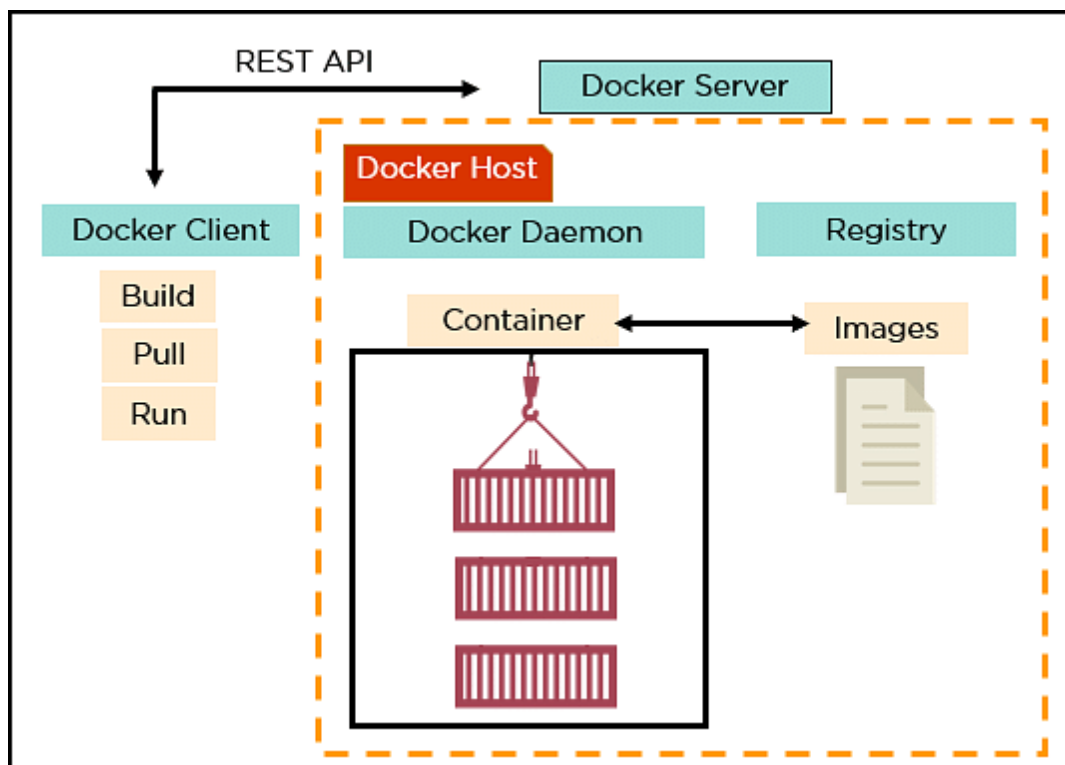 REST API
Docker Server
Docker Host
Docker Client
Docker Daemon
Registry
Build
Pull
Run
Container
Images